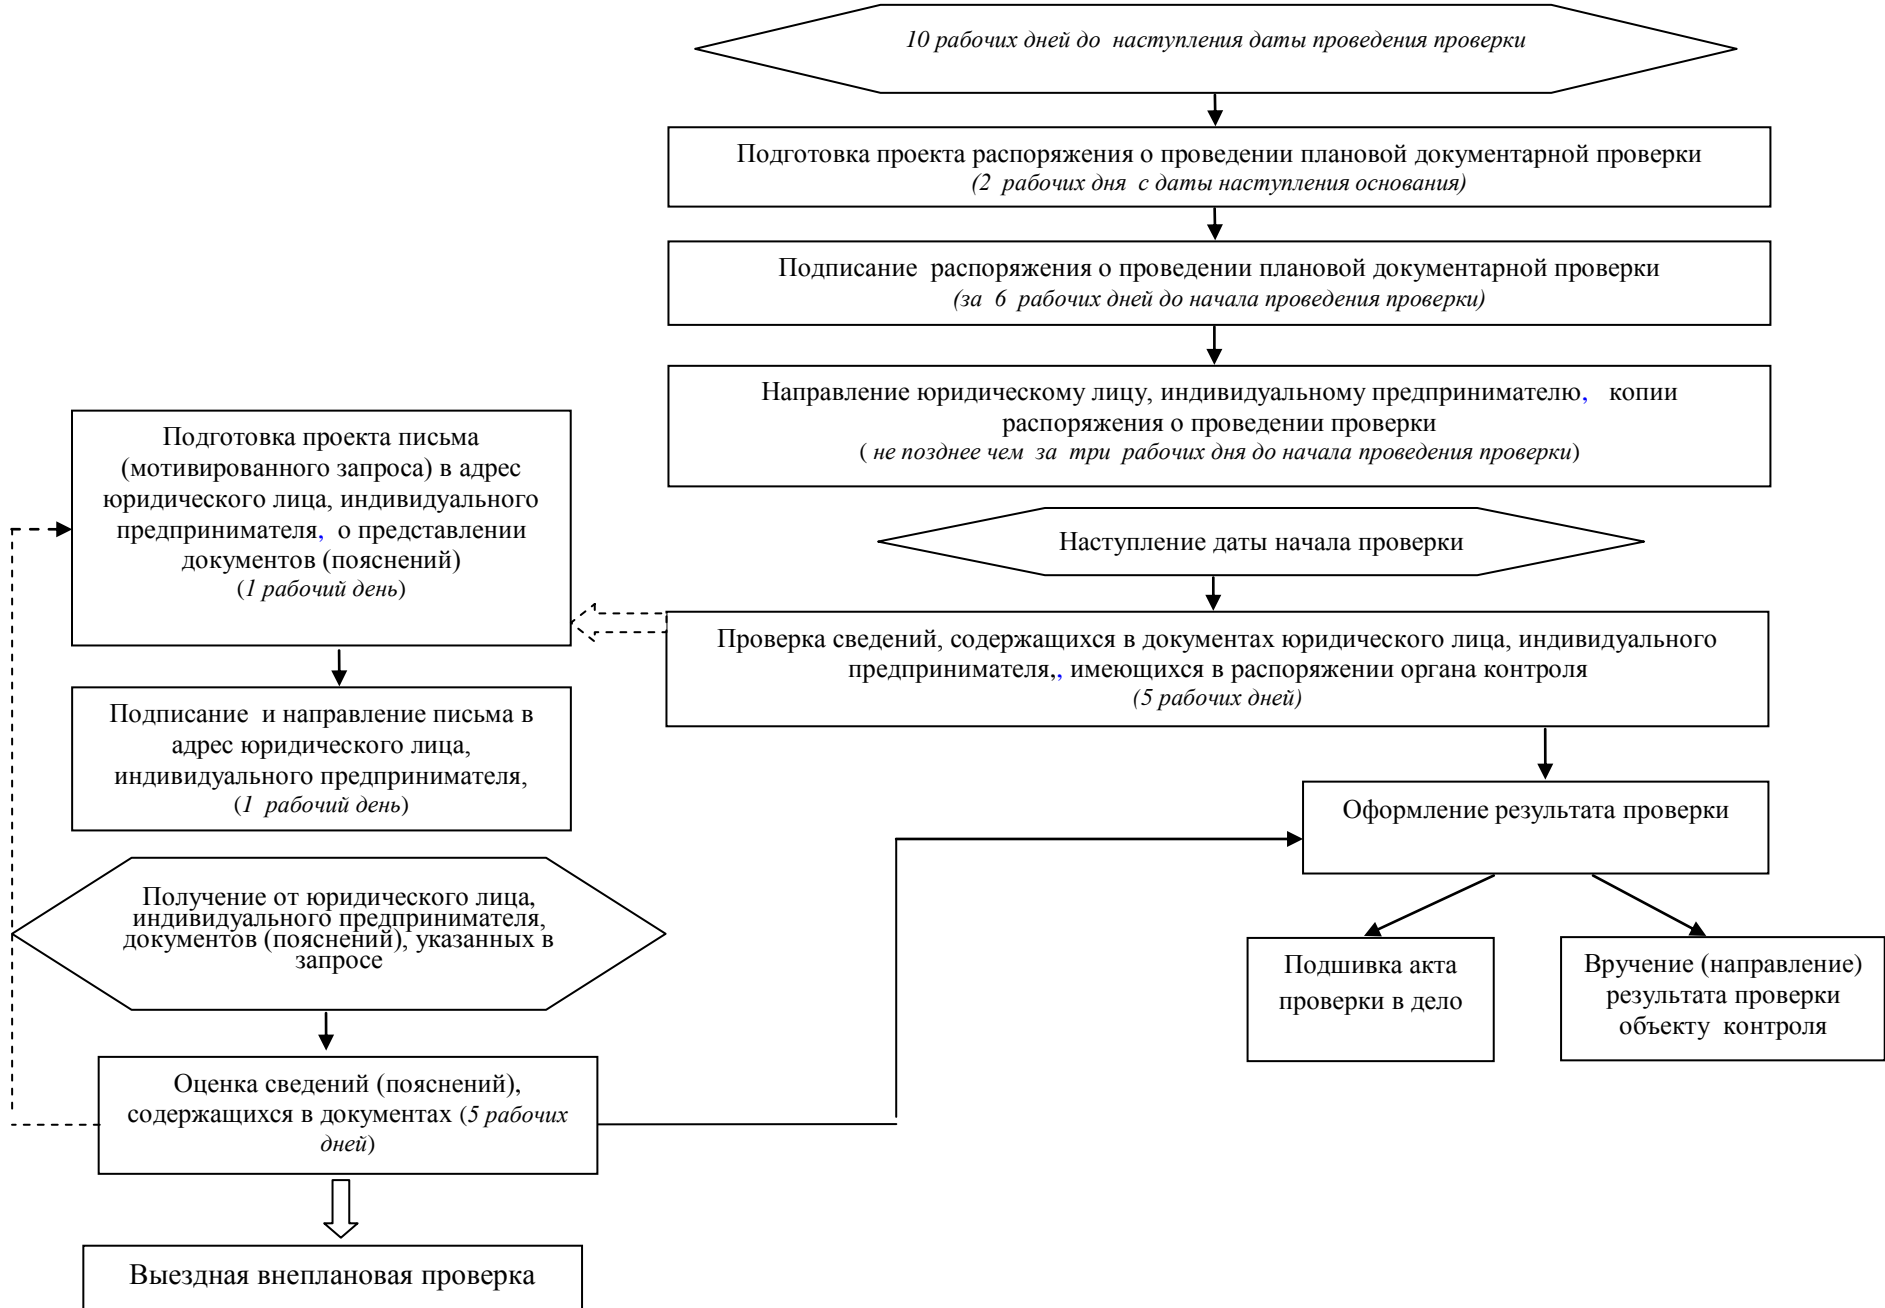 10 рабочих дней до наступления даты проведения проверки
Подготовка проекта распоряжения о проведении плановой документарной проверки
(2 рабочих дня с даты наступления основания)
Подписание распоряжения о проведении плановой документарной проверки
(за 6 рабочих дней до начала проведения проверки)
Направление юридическому лицу, индивидуальному предпринимателю, копии
распоряжения о проведении проверки
( не позднее чем за три рабочих дня до начала проведения проверки)
Наступление даты начала проверки
Проверка сведений, содержащихся в документах юридического лица, индивидуального
предпринимателя,, имеющихся в распоряжении органа контроля
(5 рабочих дней)
Подготовка проекта письма
(мотивированного запроса) в адрес
юридического лица, индивидуального
предпринимателя, о представлении
документов (пояснений)
(1 рабочий день)
Подписание и направление письма в
адрес юридического лица,
индивидуального предпринимателя,
(1 рабочий день)
Получение от юридического лица,
индивидуального предпринимателя,
документов (пояснений), указанных в
запросе
Оценка сведений (пояснений),
содержащихся в документах (5 рабочих
дней)
Выездная внеплановая проверка
Оформление результата проверки
Подшивка акта
проверки в дело
Вручение (направление)
результата проверки
объекту контроля